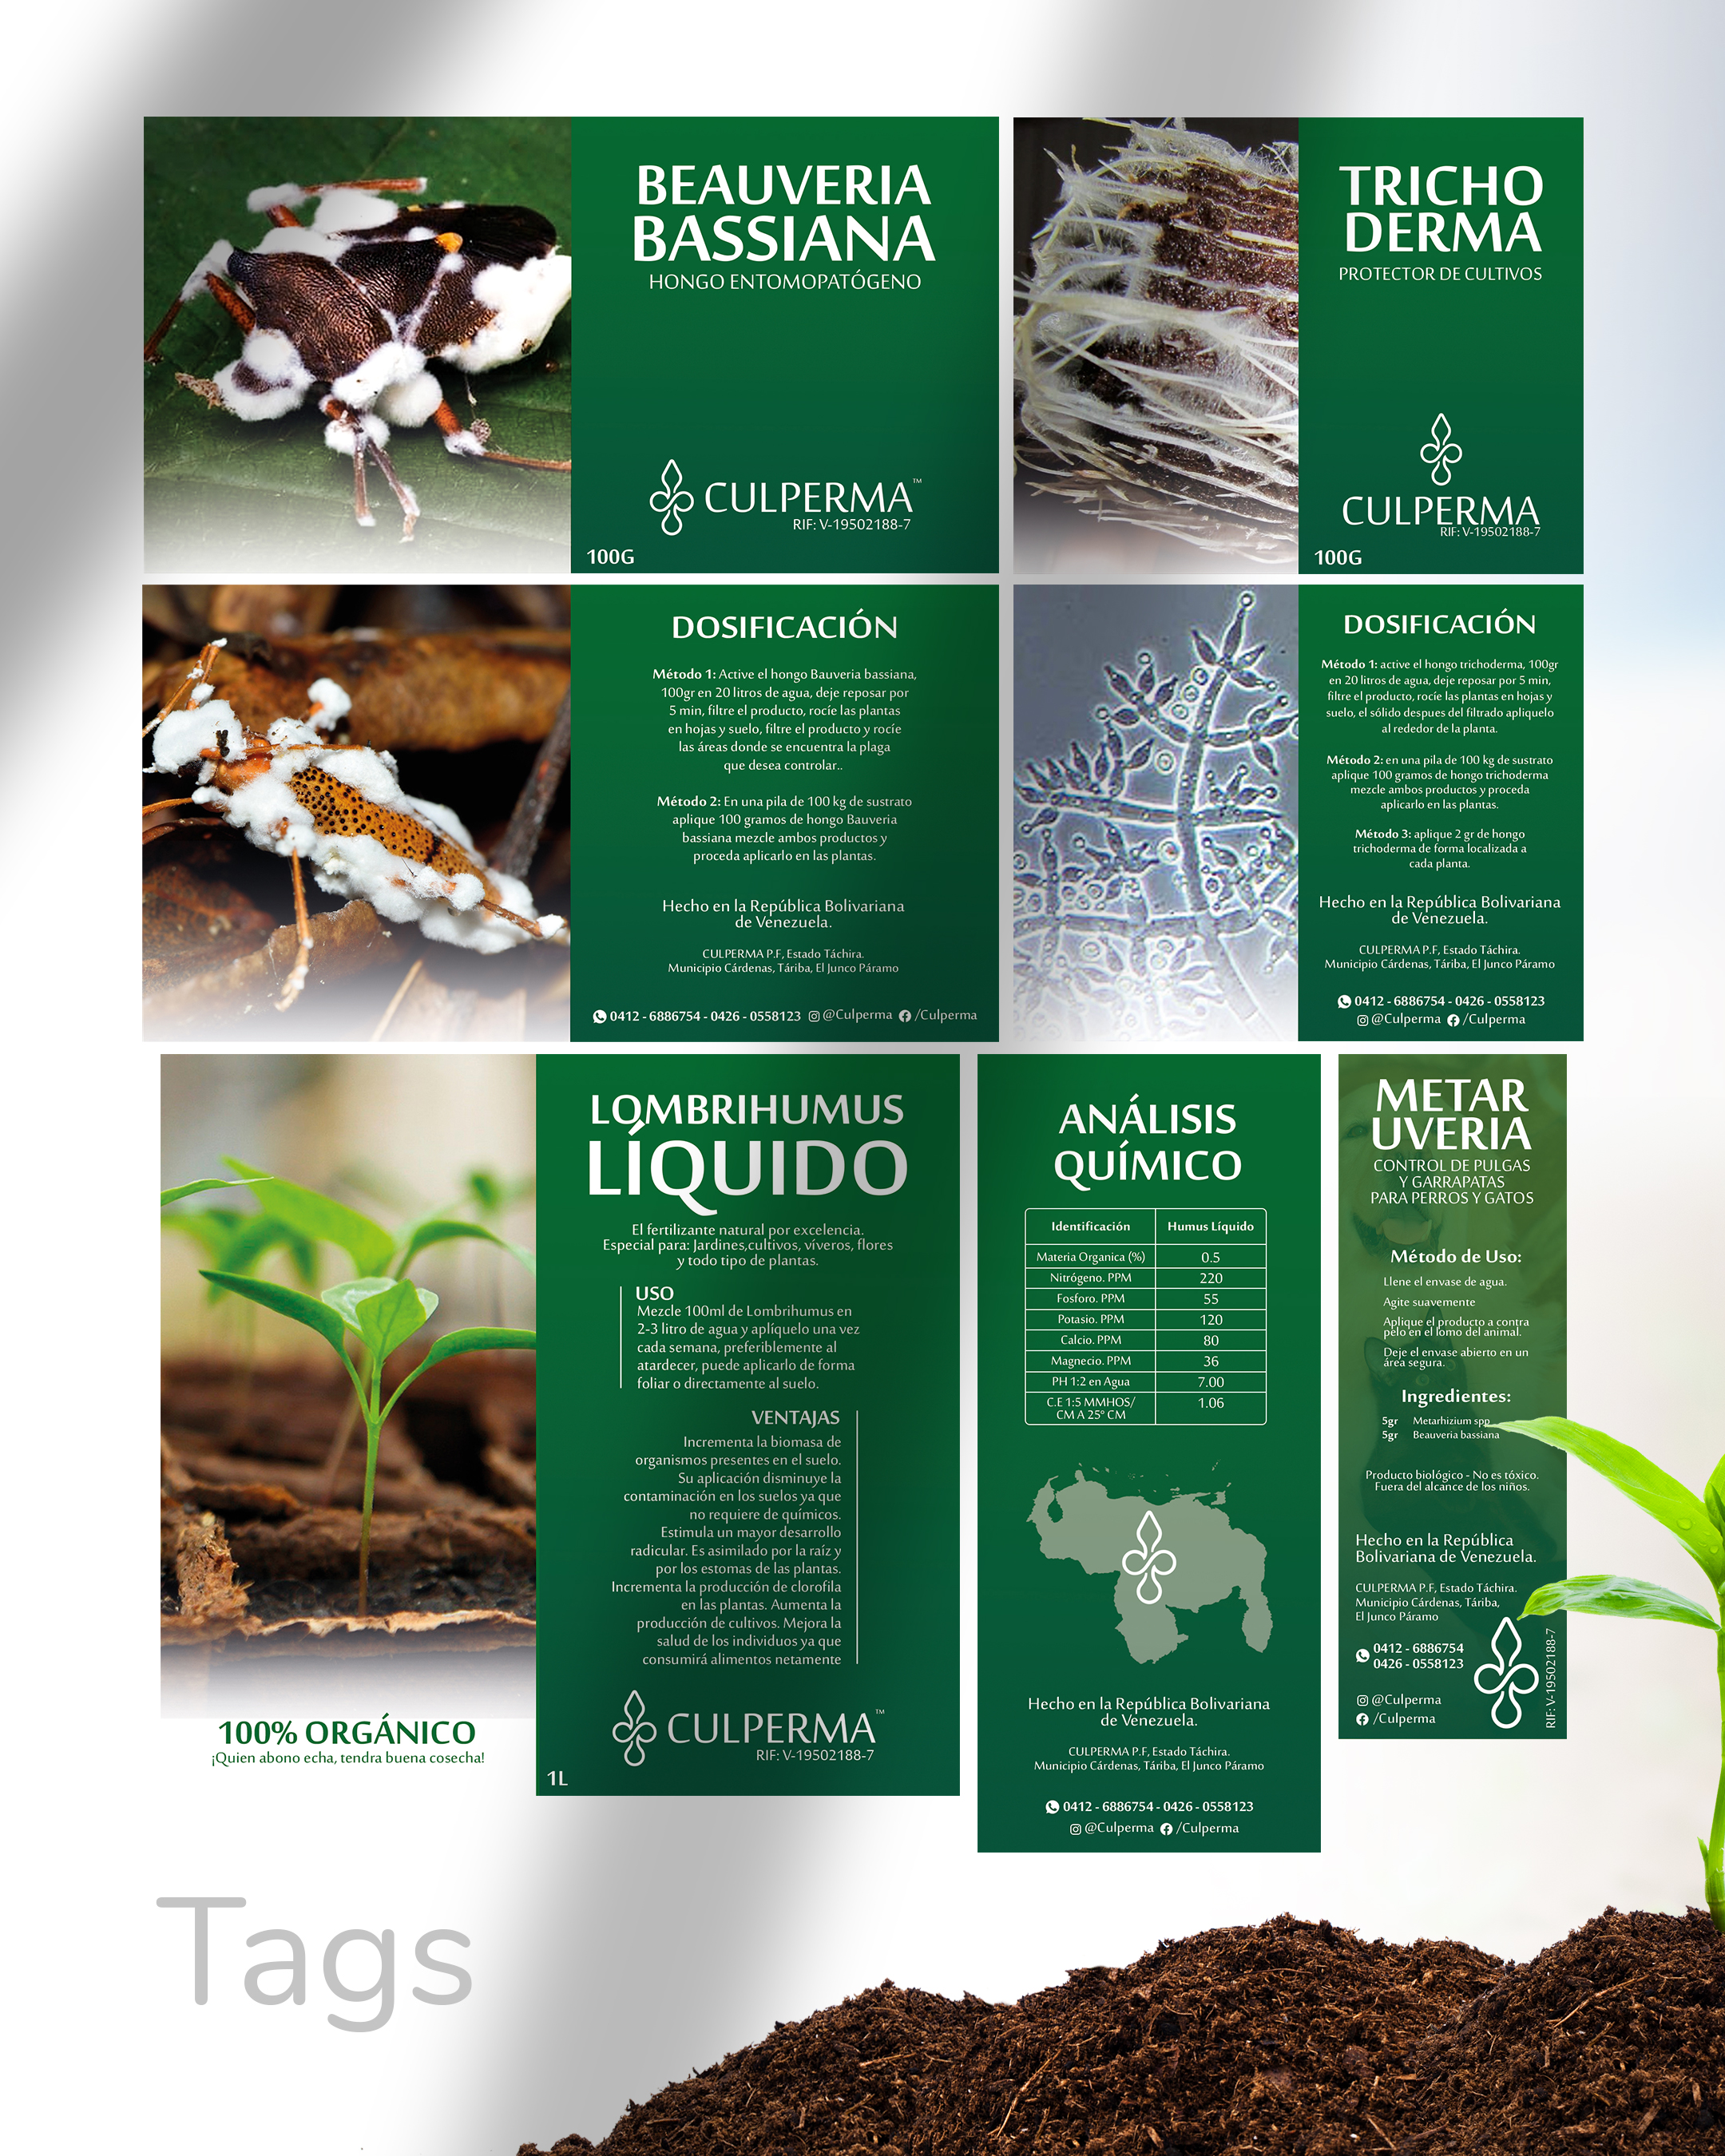 BEAUVERIA
BASSIANA
HONGO ENTOMOPATÓGENO
CULPERMA™
RIF: V-19502188-7
100G
TRICHO
DERMA
PROTECTOR DE CULTIVOS
CULPERMA
RIF: V-19502188-7
100G
DOSIFICACIÓN
Método 1: Active el hongo Bauveria bassiana,
100gr en 20 litros de agua, deje reposar por
5 min, filtre el producto, rocíe las plantas
en hojas y suelo, filtre el producto y rocíe
las áreas donde se encuentra la plaga
que desea controlar..
Método 2: En una pila de 100 kg de sustrato
aplique 100 gramos de hongo Bauveria
bassiana mezcle ambos productos y
proceda aplicarlo en las plantas.
Hecho en la República Bolivariana
de Venezuela.
CULPERMA P.F, Estado Táchira.
Municipio Cárdenas, Táriba, El Junco Páramo
0412 - 6886754 - 0426 - 0558123 @Culperma /Culperma
DOSIFICACIÓN
Método 1: active el hongo trichoderma, 100gr
en 20 litros de agua, deje reposar por 5 min,
filtre el producto, rocíe las plantas en hojas y
suelo, el sólido despues del filtrado apliquelo
al rededor de la planta.
Método 2: en una pila de 100 kg de sustrato
aplique 100 gramos de hongo trichoderma
mezcle ambos productos y proceda
aplicarlo en las plantas.
Método 3: aplique 2 gr de hongo
trichoderma de forma localizada a
cada planta.
Hecho en la República Bolivariana
de Venezuela.
CULPERMA P.F, Estado Táchira.
Municipio Cárdenas, Táriba, El Junco Páramo
0412 - 6886754 - 0426 - 0558123
@Culperma /Culperma
100% ORGÁNICO
¡Quien abono echa, tendra buena cosecha!
LOMBRIHUMUS
LÍQUIDO
El fertilizante natural por excelencia.
Especial para: Jardines,cultivos, víveros, flores
y todo tipo de plantas.
USO
Mezcle 100ml de Lombrihumus en
2-3 litro de agua y aplíquelo una vez
cada semana, preferiblemente al
atardecer, puede aplicarlo de forma
foliar o directamente al suelo.
VENTAJAS
Incrementa la biomasa de
organismos presentes en el suelo.
Su aplicación disminuye la
contaminación en los suelos ya que
no requiere de químicos.
Estimula un mayor desarrollo
radicular. Es asimilado por la raíz y
por los estomas de las plantas.
Incrementa la producción de clorofila
en las plantas. Aumenta la
producción de cultivos. Mejora la
salud de los individuos ya que
consumirá alimentos netamente
CULPERMA™
RIF: V-19502188-7
1L
ANÁLISIS
QUÍMICO
Identificación Humus Líquido
Materia Organica (%) 0.5
Nitrógeno. PPM 220
Fosforo. PPM 55
Potasio. PPM 120
Calcio. PPM 80
Magnecio. PPM 36
PH 1:2 en Agua 7.00
C.E 1:5 MMHOS/ 1.06
CM A 25° CM
Hecho en la República Bolivariana
de Venezuela.
CULPERMA P.F, Estado Táchira.
Municipio Cárdenas, Táriba, El Junco Páramo
0412 - 6886754 - 0426 - 0558123
@Culperma /Culperma
METAR
UVERIA
CONTROL DE PULGAS
Y GARRAPATAS
PARA PERROS Y GATOS
Método de Uso:
Llene el envase de agua.
Agite suavemente
Aplique el producto a contra
pelo en el lomo del animal.
Deje el envase abierto en un
área segura.
Ingredientes:
5gr Metarhizium spp
5gr Beauveria bassiana
Producto biológico - No es tóxico.
Fuera del alcance de los niños.
Hecho en la República
Bolivariana de Venezuela.
CULPERMA P.F, Estado Táchira.
Municipio Cárdenas, Táriba,
El Junco Páramo
0412 - 6886754
0426 - 0558123
@Culperma
/Culperma
RIF: V-19502188-7
Tags